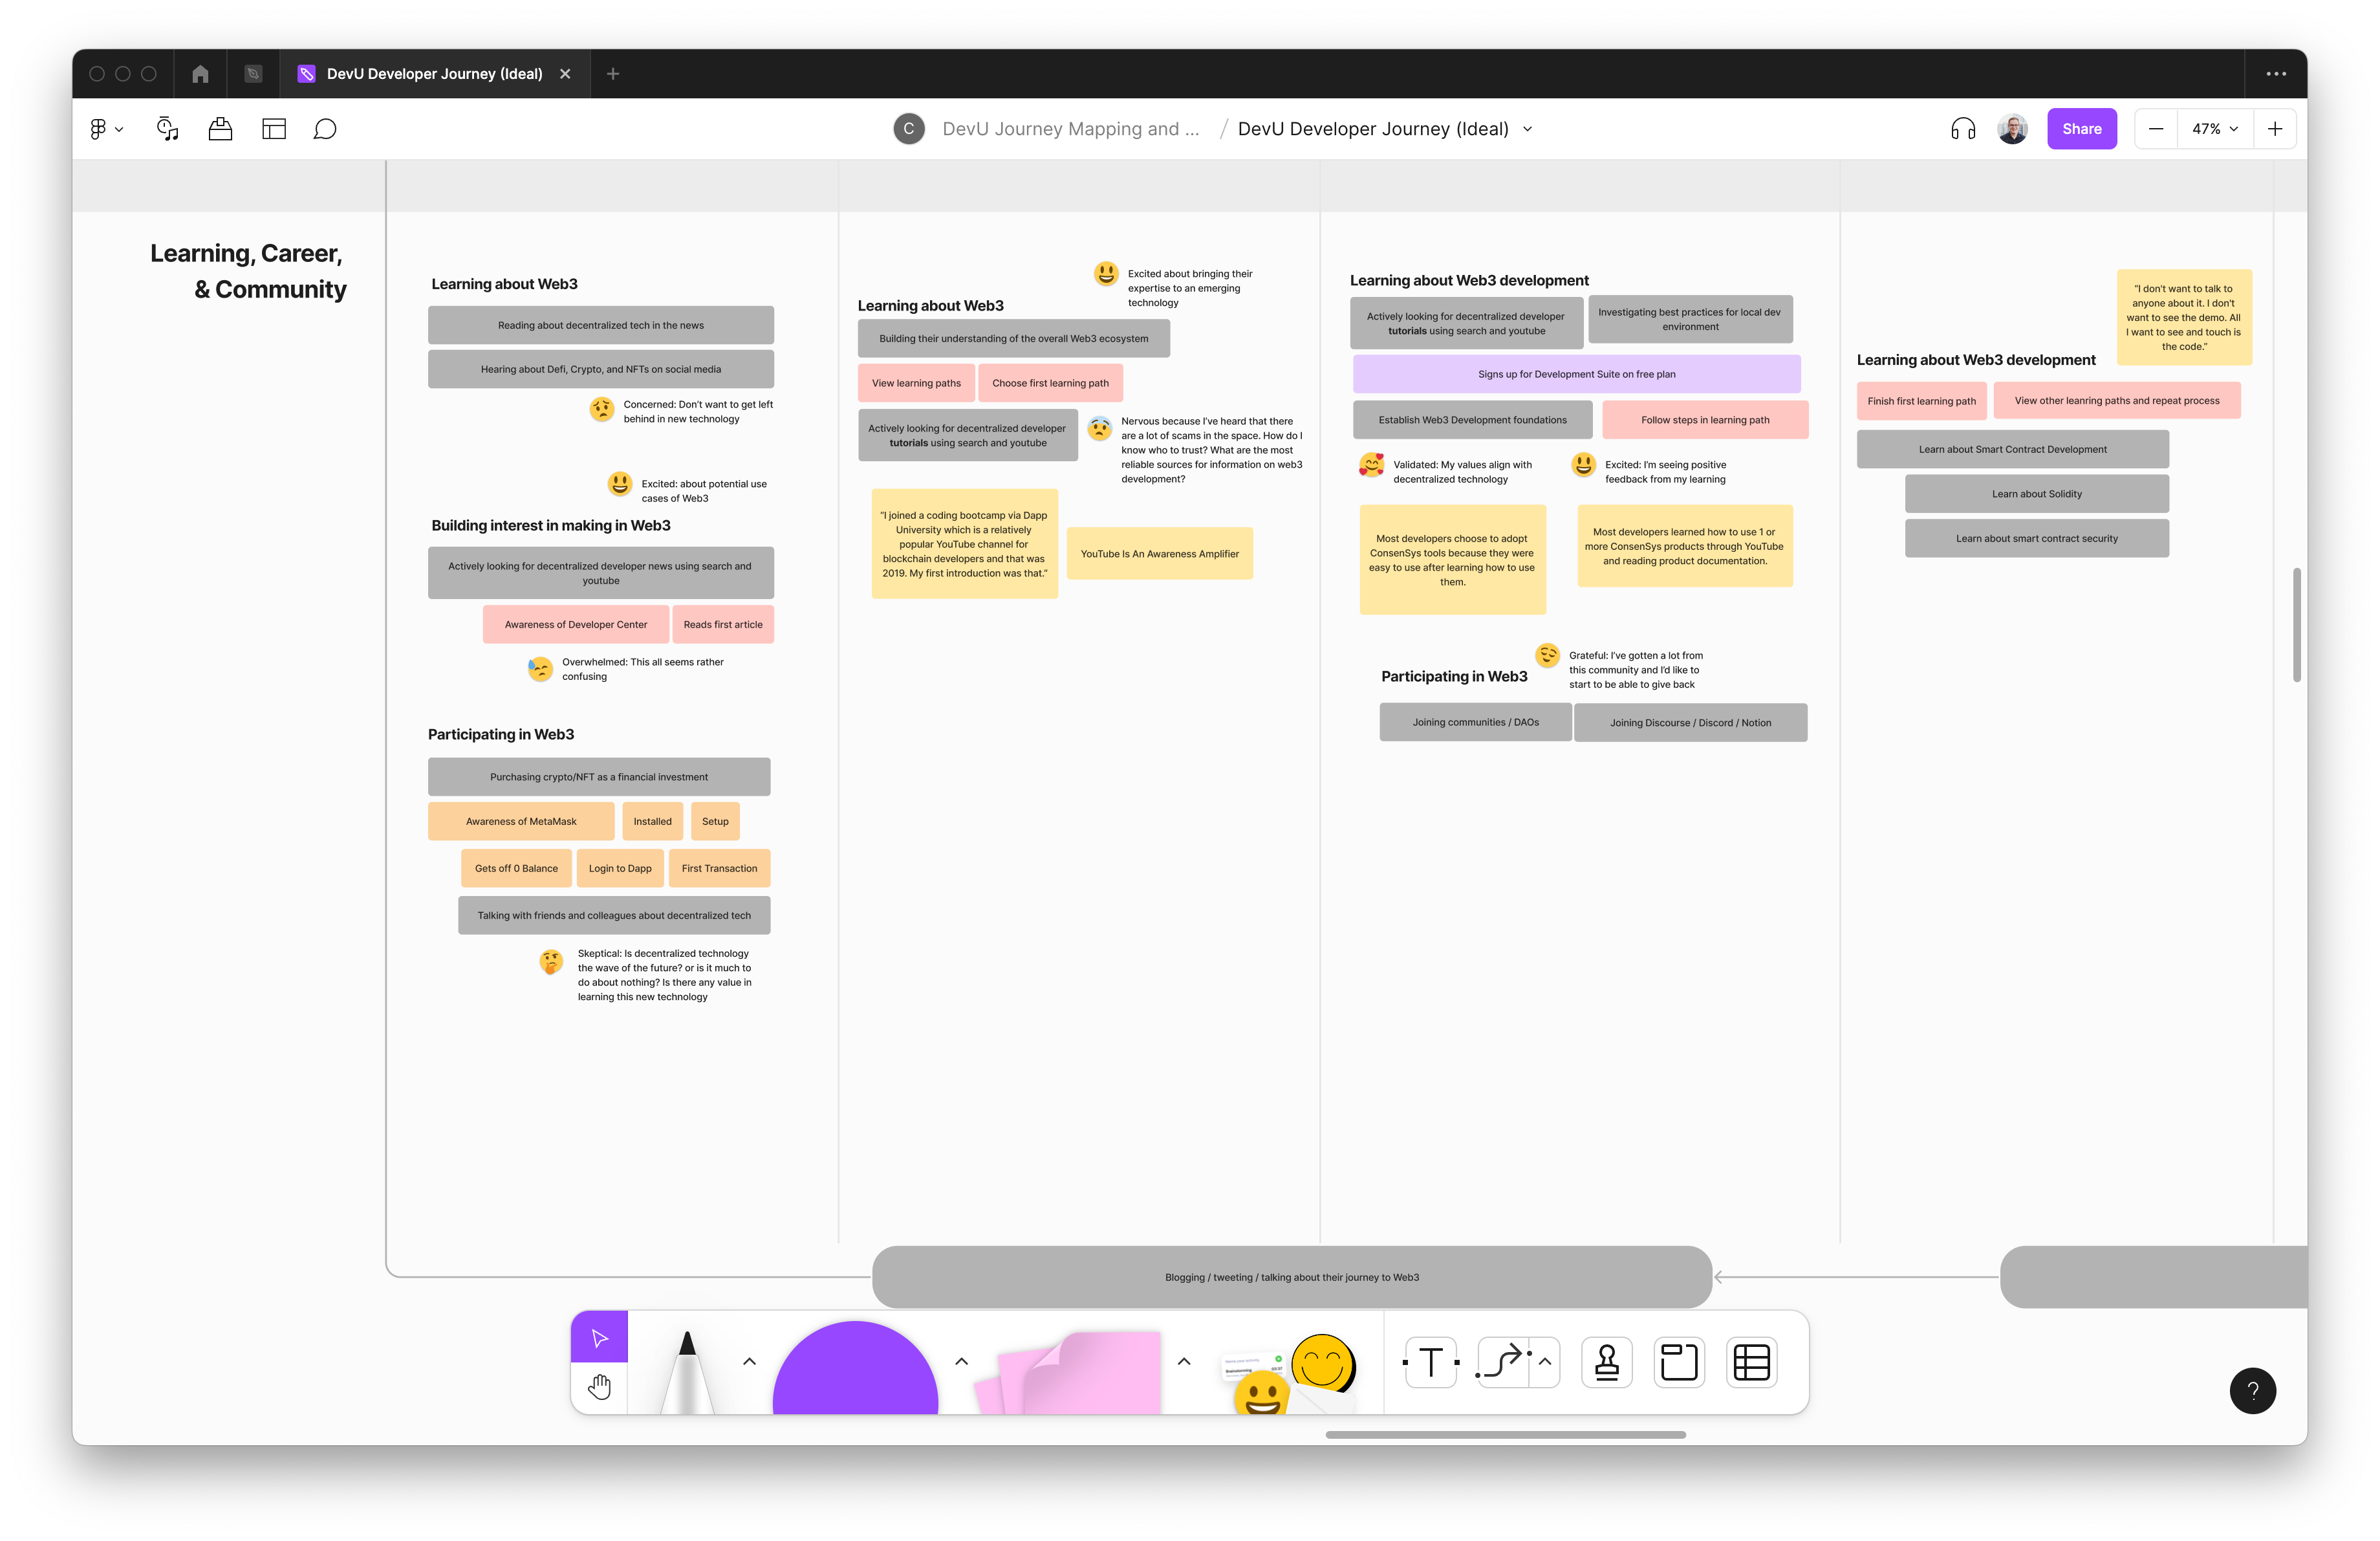 DevU Developer Journey (Ideal)
C
DevU Journey Mapping and ...
/
DevU Developer Journey (Ideal)
Share
47%
Learning, Career,
& Community
Learning about Web3
Reading about decentralized tech in the news
Hearing about Defi, Crypto, and NFTs on social media
Concerned: Don't want to get left
behind in new technology
Excited: about potential use
cases of Web3
Building interest in making in Web3
Actively looking for decentralized developer news using search and
youtube
Awareness of Developer Center
Reads first article
Overwhelmed: This all seems rather
confusing
Participating in Web3
Purchasing crypto/NFT as a financial investment
Awareness of MetaMask
Installed
Setup
Gets off 0 Balance
Login to Dapp
First Transaction
Talking with friends and colleagues about decentralized tech
Skeptical: Is decentralized technology
the wave of the future? or is it much to
do about nothing? Is there any value in
learning this new technology
Excited about bringing their
expertise to an emerging
technology
Learning about Web3
Building their understanding of the overall Web3 ecosystem
View learning paths
Choose first learning path
Actively looking for decentralized developer
tutorials using search and youtube
Nervous because I've heard that there
are a lot of scams in the space. How do I
know who to trust? What are the most
reliable sources for information on web3
development?
"I joined a coding bootcamp via Dapp
University which is a relatively
popular YouTube channel for
blockchain developers and that was
2019. My first introduction was that."
YouTube Is An Awareness Amplifier
Learning about Web3 development
Actively looking for decentralized developer
tutorials using search and youtube
Investigating best practices for local dev
environment
Signs up for Development Suite on free plan
Establish Web3 Development foundations
Follow steps in learning path
Validated: My values align with
decentralized technology
Excited: I'm seeing positive
feedback from my learning
Most developers choose to adopt
ConsenSys tools because they were
easy to use after learning how to use
them.
Most developers learned how to use 1 or
more ConsenSys products through YouTube
and reading product documentation.
Grateful: I've gotten a lot from
this community and I'd like to
start to be able to give back
Participating in Web3
Joining communities / DAOs
Joining Discourse / Discord / Notion
"I don't want to talk to
anyone about it. I don't
want to see the demo. All
I want to see and touch is
the code."
Learning about Web3 development
Finish first learning path
View other learning paths and repeat process
Learn about Smart Contract Development
Learn about Solidity
Learn about smart contract security
Blogging / tweeting / talking about their journey to Web3
T
?